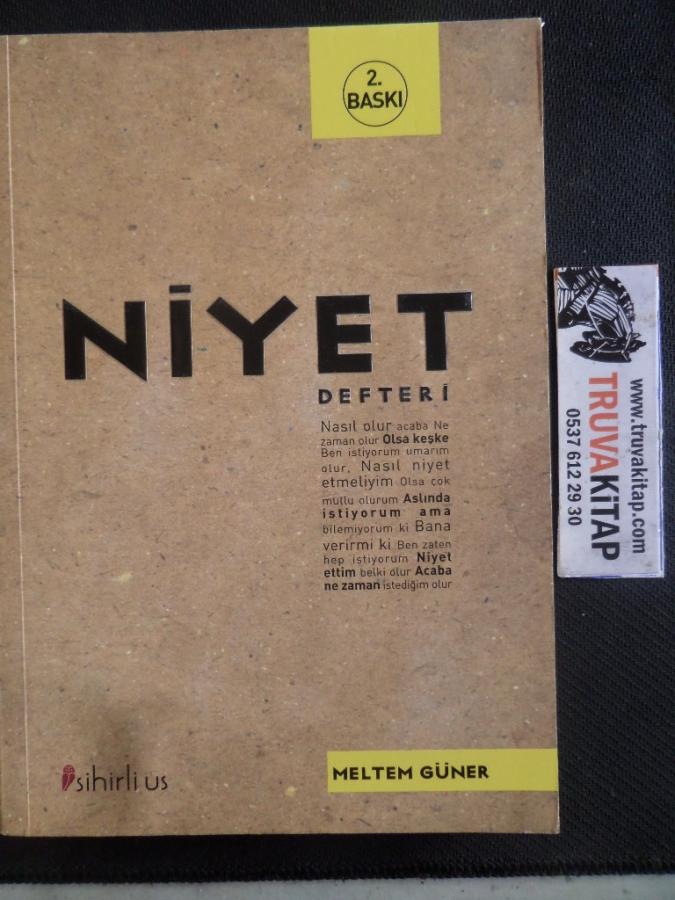 2.
BASKI
NİYET
DEFTERİ
Nasıl olur acaba Ne
zaman olur Olsa keşke
Ben istiyorum umarım
olur, Nasıl niyet
etmeliyim Olsa çok
mutlu olurum Aslında
istiyorum ama
bilemiyorum ki Bana
verirmi ki Ben zaten
hep istiyorum Niyet
ettim belki olur Acaba
ne zaman istediğim olur
sihirli us
MELTEM GÜNER
www.truvakitap.com
TRUVAKİTAP
0537 612 29 30